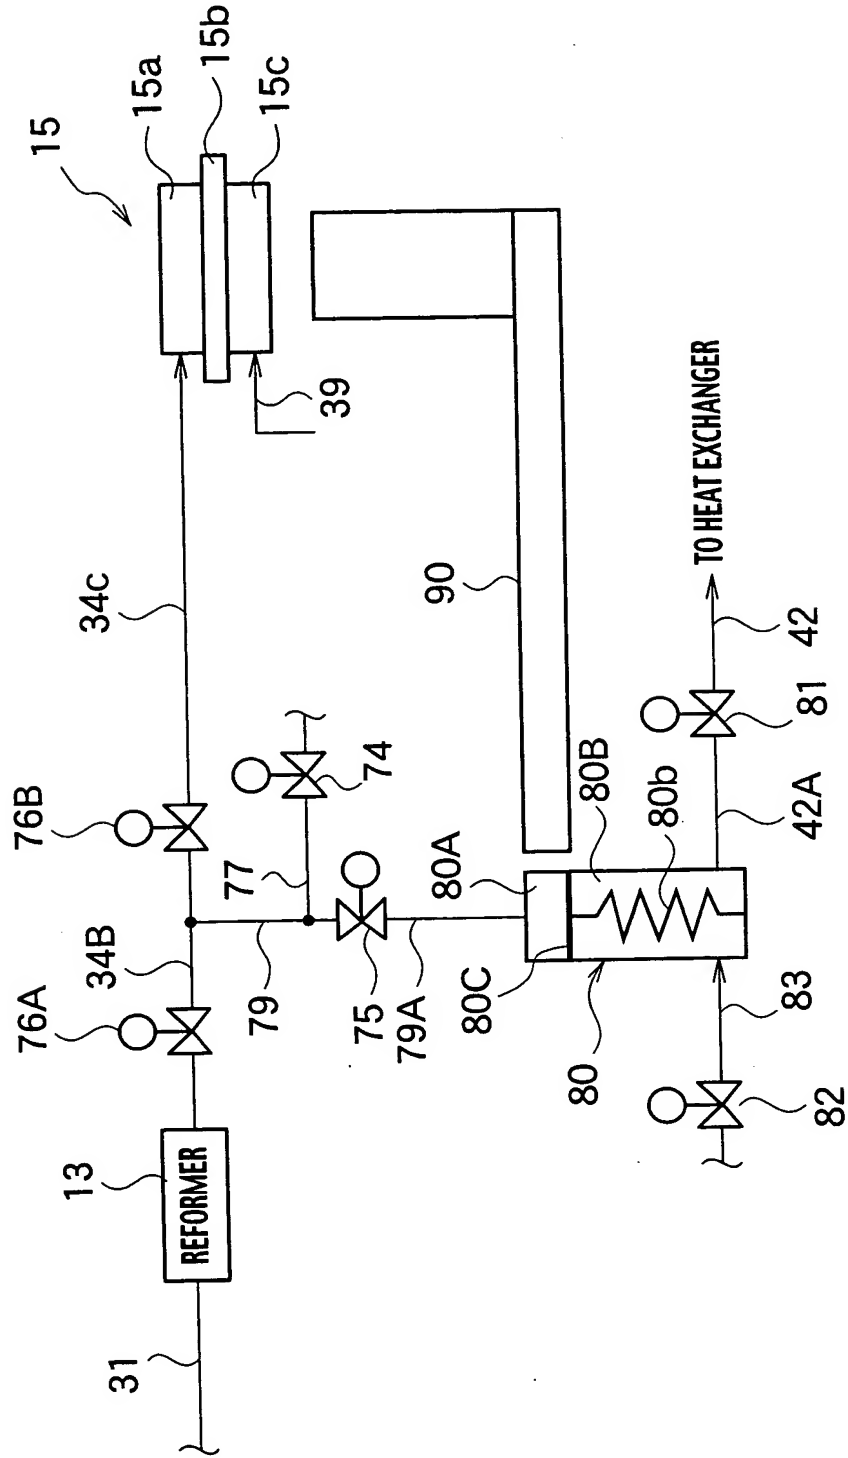 15
15a
15b
15c
34c
39
76B
76A
34B
13
REFORMER
31
77
74
79
75
79A
90
80A
80B
80b
80C
80
TO HEAT EXCHANGER
42
81
42A
83
82